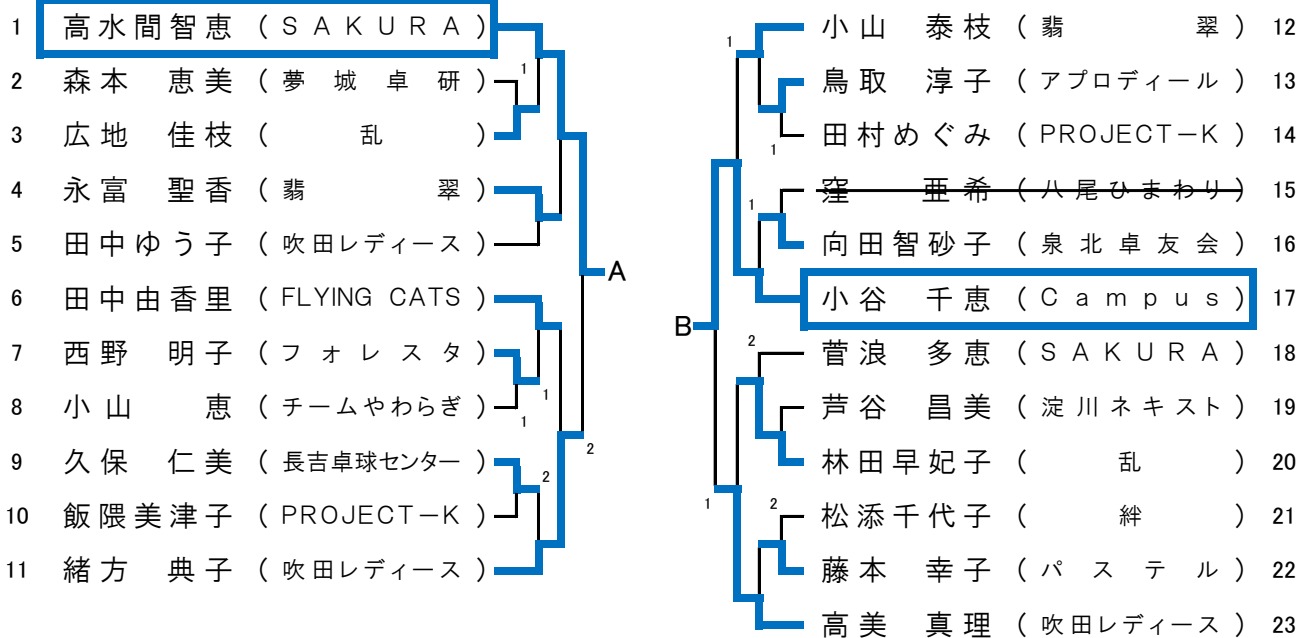 1 高水間智恵 (SAKURA)
2 森本 恵美 (夢城卓研)
3 広地 佳枝 (乱)
4 永富 聖香 (翡翠)
5 田中ゆう子 (吹田レディース)
6 田中由香里 (FLYING CATS)
7 西野 明子 (フォレスタ)
8 小山 恵 (チームやわらぎ)
9 久保 仁美 (長吉卓球センター)
10 飯隈美津子 (PROJECT-K)
11 緒方 典子 (吹田レディース)
1
1
1
2
2
A
小山 泰枝 (翡翠) 12
鳥取 淳子 (アプロディール) 13
田村めぐみ (PROJECT-K) 14
窪 亜希 (八尾ひまわり) 15
向田智砂子 (泉北卓友会) 16
小谷 千恵 (Campus) 17
菅浪 多恵 (SAKURA) 18
芦谷 昌美 (淀川ネキスト) 19
林田早妃子 (乱) 20
松添千代子 (絆) 21
藤本 幸子 (パステル) 22
高美 真理 (吹田レディース) 23
1
1
1
2
1
2
B